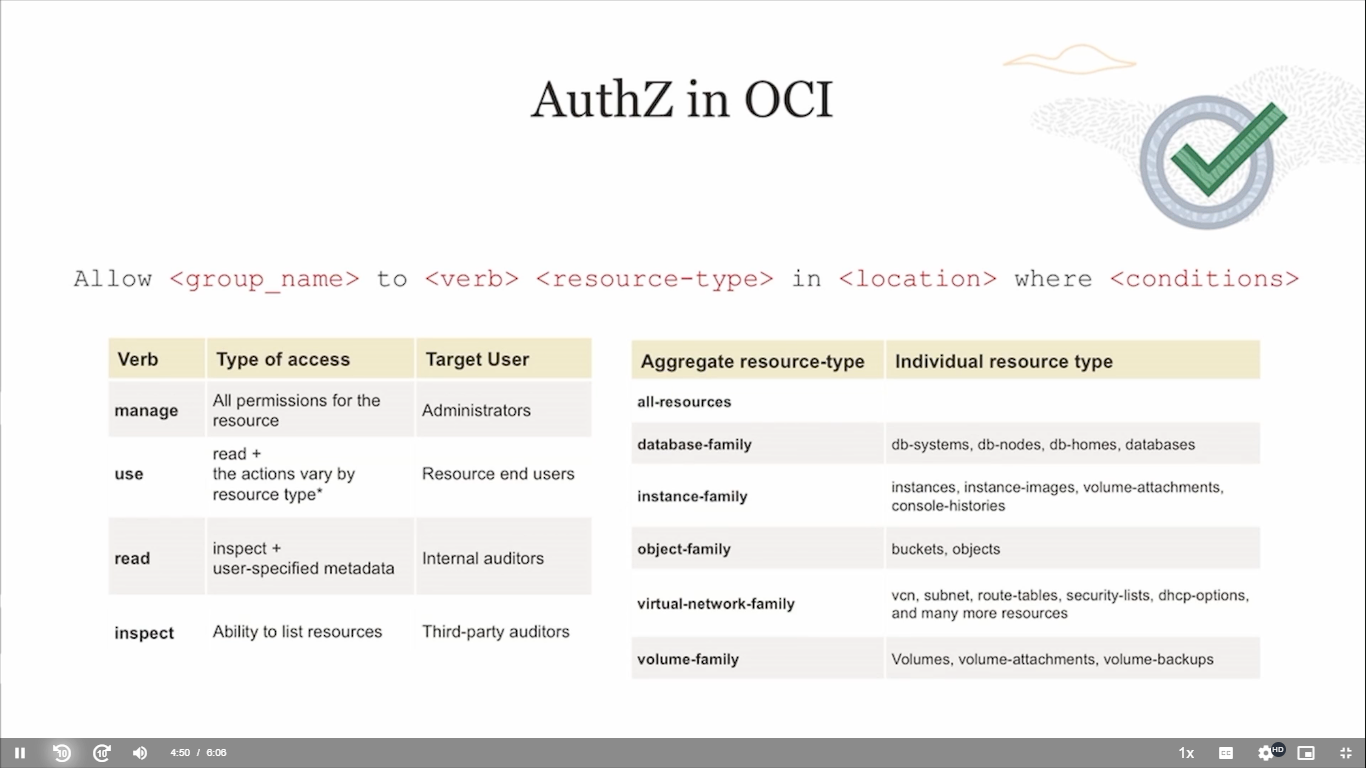 AuthZ in OCI
Allow <group_name> to <verb> <resource-type> in <location> where <conditions>
Verb Type of access Target User
manage All permissions for the
resource Administrators
use read +
the actions vary by
resource type* Resource end users
read inspect +
user-specified metadata Internal auditors
inspect Ability to list resources Third-party auditors
Aggregate resource-type Individual resource type
all-resources
database-family db-systems, db-nodes, db-homes, databases
instance-family instances, instance-images, volume-attachments,
console-histories
object-family buckets, objects
virtual-network-family vcn, subnet, route-tables, security-lists, dhcp-options,
and many more resources
volume-family Volumes, volume-attachments, volume-backups
10 10 4:50 / 6:06 1x CC HD